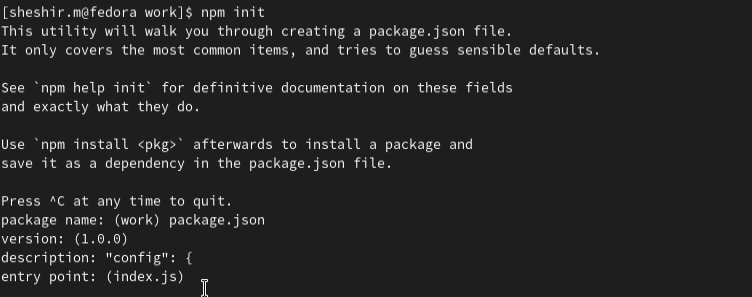 [sheshir.m@fedora work]$ npm init
This utility will walk you through creating a package.json file.
It only covers the most common items, and tries to guess sensible defaults.
See `npm help init` for definitive documentation on these fields
and exactly what they do.
Use `npm install <pkg>` afterwards to install a package and
save it as a dependency in the package.json file.
Press ^C at any time to quit.
package name: (work) package.json
version: (1.0.0)
description: "config": {
entry point: (index.js)